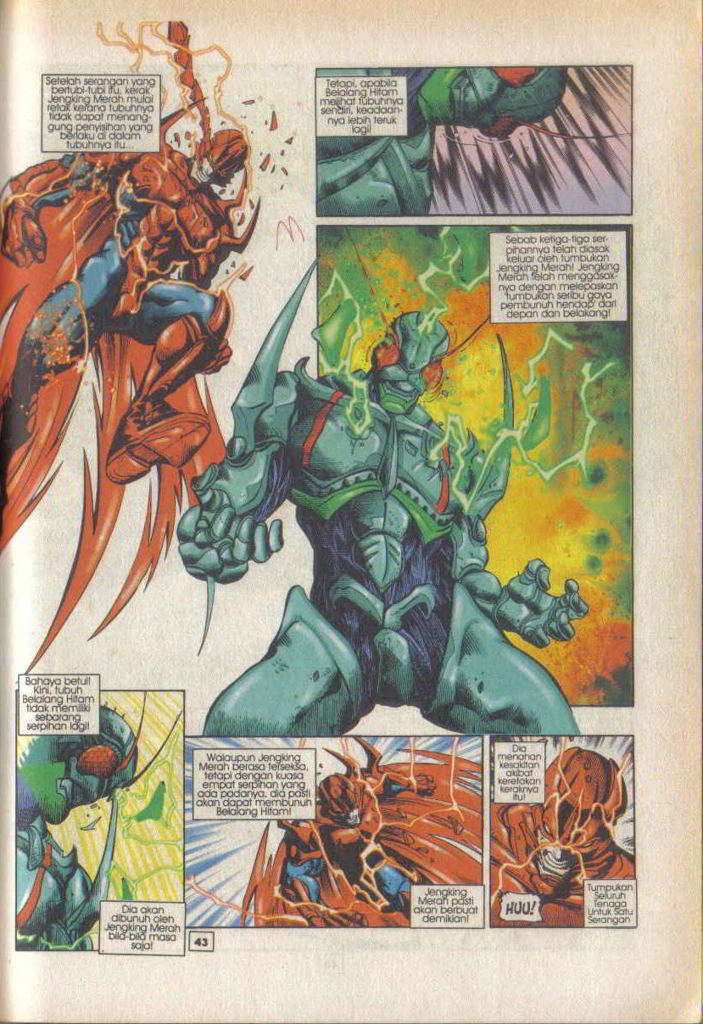 Setelah serangan yang
bertubi-tubi itu, kerak
Jengking Merah mulai
retak kerana tubuhnya
tidak dapat menang-
gung penyisihan yang
berlaku di dalam
tubuhnya itu...
Tetapi, apabila
Belalang Hitam
melihat tubuhnya
sendiri, keadaan-
nya lebih teruk
lagi!
Sebab ketiga-tiga ser-
pihannya telah diasak
keluar oleh tumbukan
Jengking Merah! Jengking
Merah telah menggasak-
nya dengan melepaskan
tumbukan seribu gaya
pembunuh hendap dari
depan dan belakang!
Bahaya betul!
Kini, tubuh
Belalang Hitam
tidak memiliki
sebarang
serpihan lagi!
Dia akan
dibunuh oleh
Jengking Merah
bila-bila masa
saja!
Walaupun Jengking
Merah berasa terseksa,
tetapi dengan kuasa
empat serpihan yang
ada padanya, dia pasti
akan dapat membunuh
Belalang Hitam!
Jengking
Merah pasti
akan berbuat
demikian!
Dia
menahan
kesakitan
akibat
keretakan
keraknya
itu!
HUU!
Tumpukan
Seluruh
Tenaga
Untuk Satu
Serangan
43